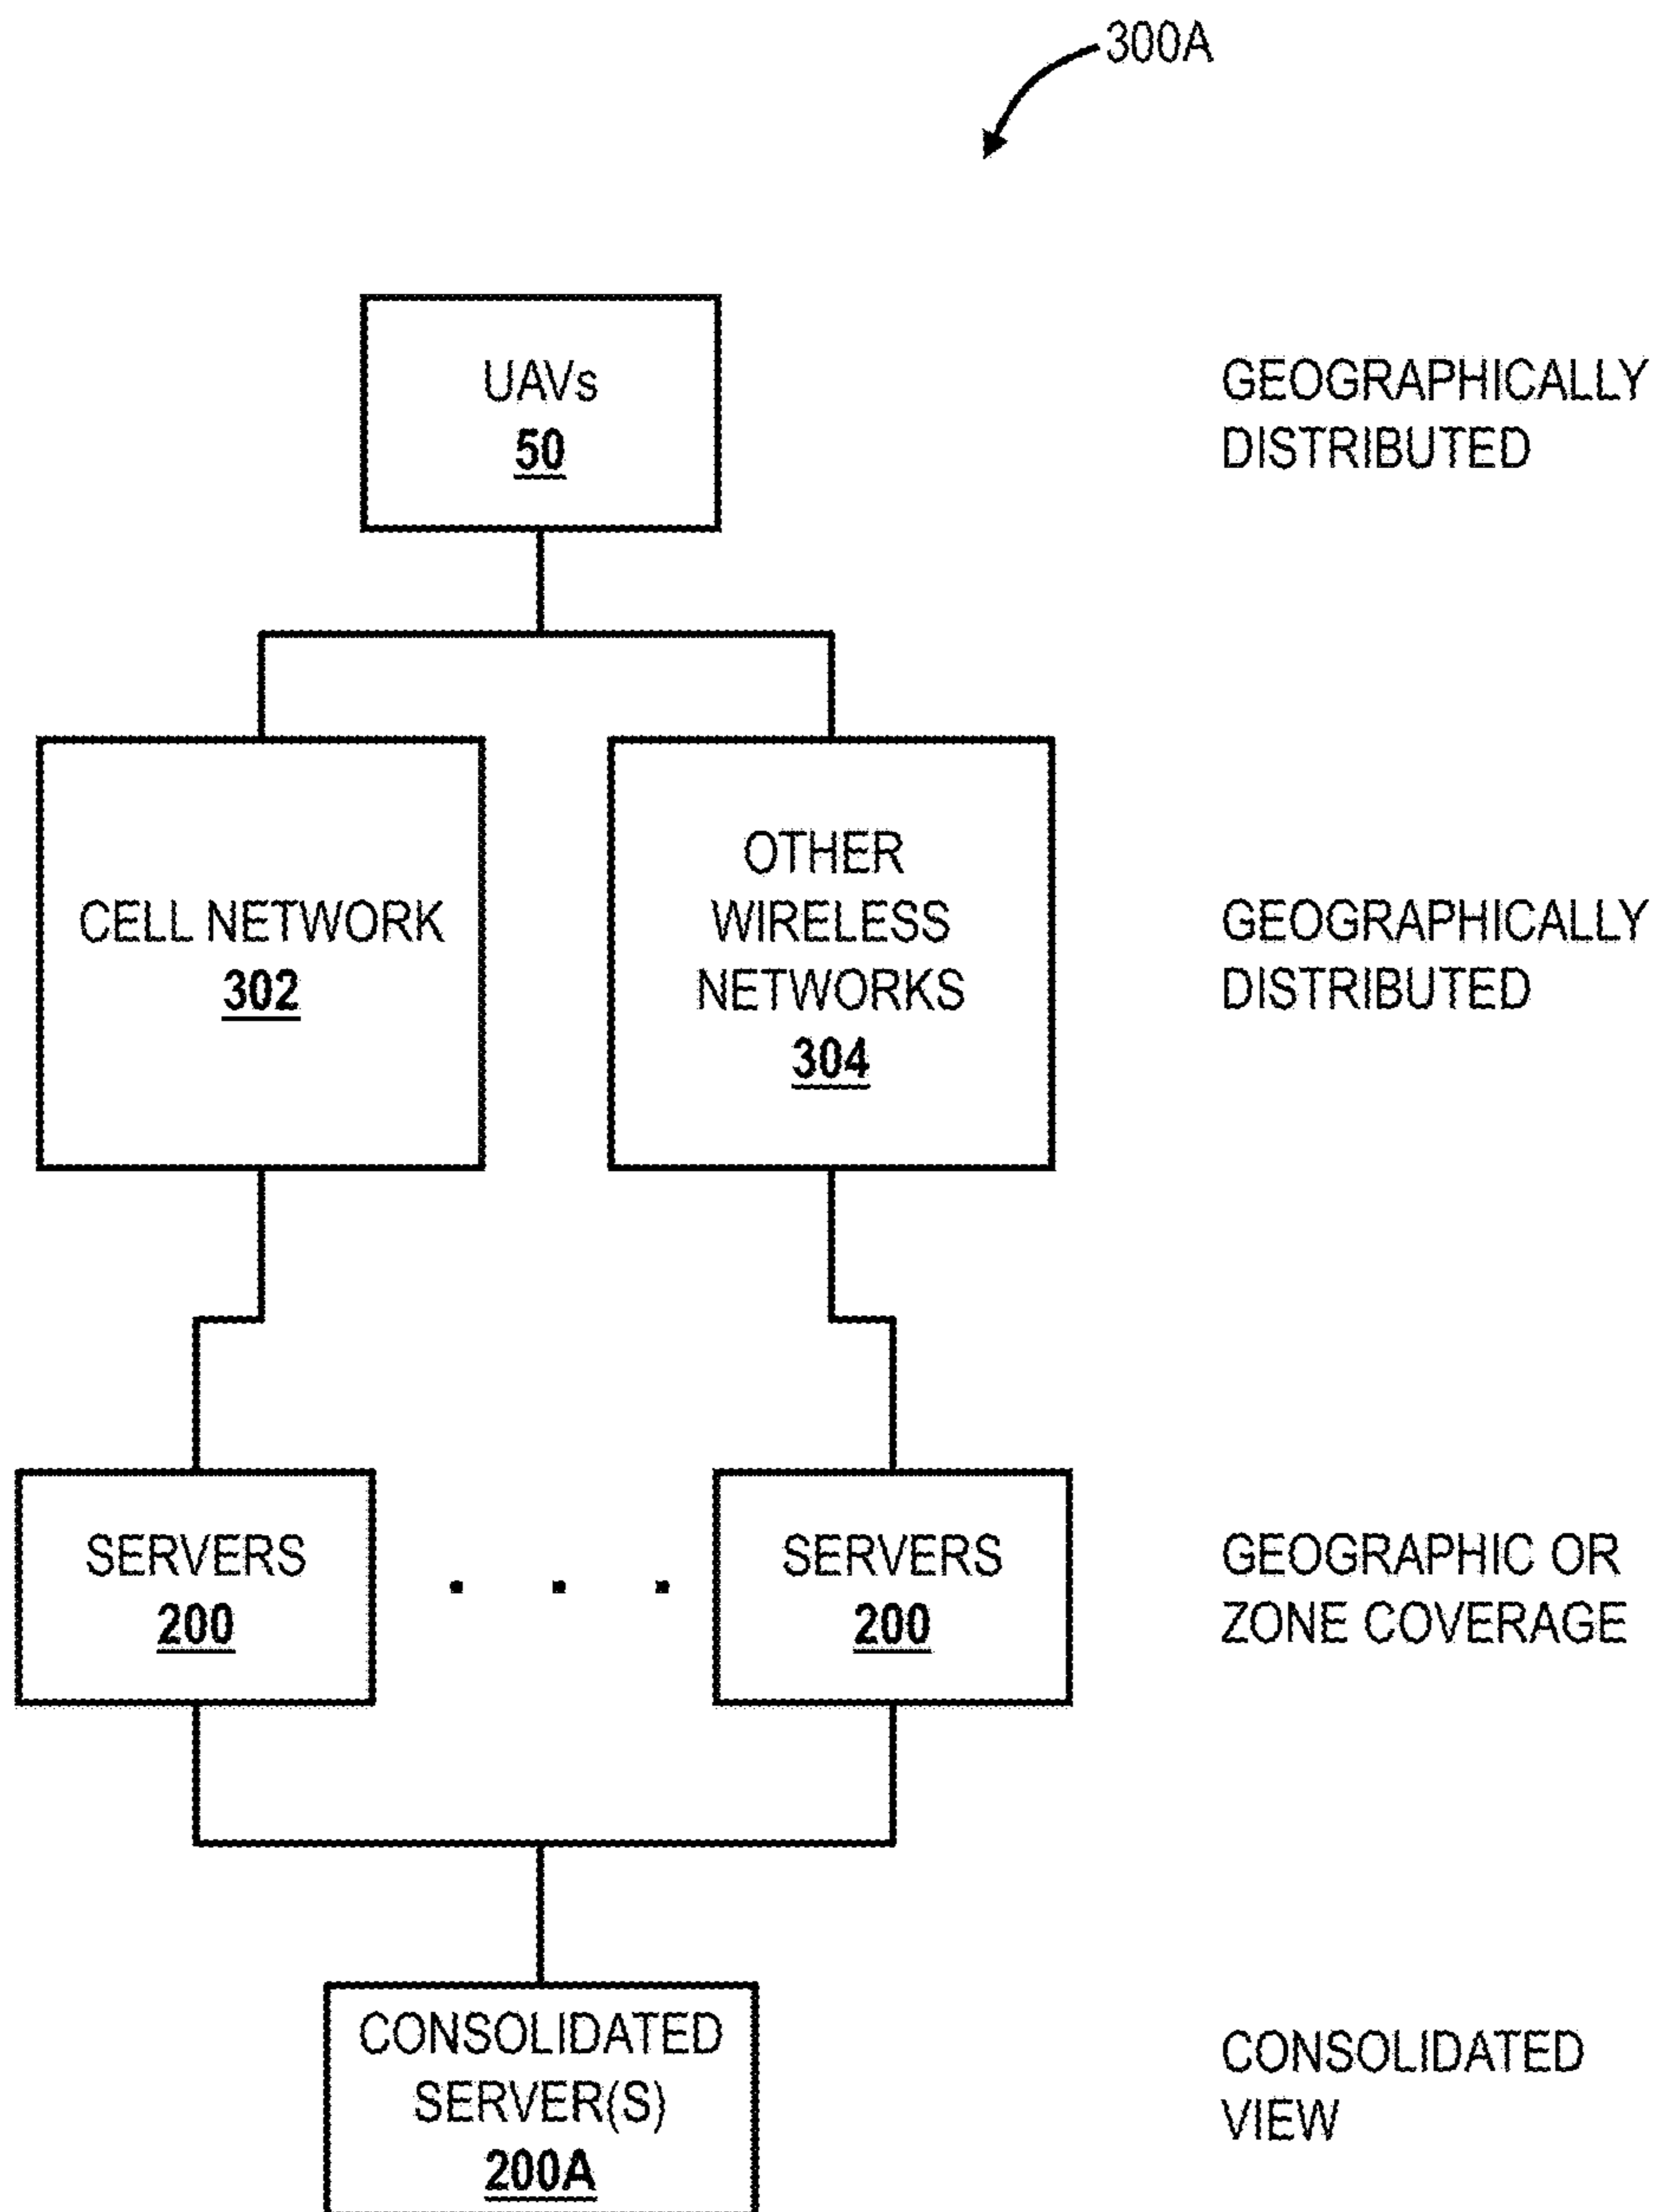 300A
UAVs
50
GEOGRAPHICALLY
DISTRIBUTED
CELL NETWORK
302
OTHER
WIRELESS
NETWORKS
304
GEOGRAPHICALLY
DISTRIBUTED
SERVERS
200
. . .
SERVERS
200
GEOGRAPHIC OR
ZONE COVERAGE
CONSOLIDATED
SERVER(S)
200A
CONSOLIDATED
VIEW